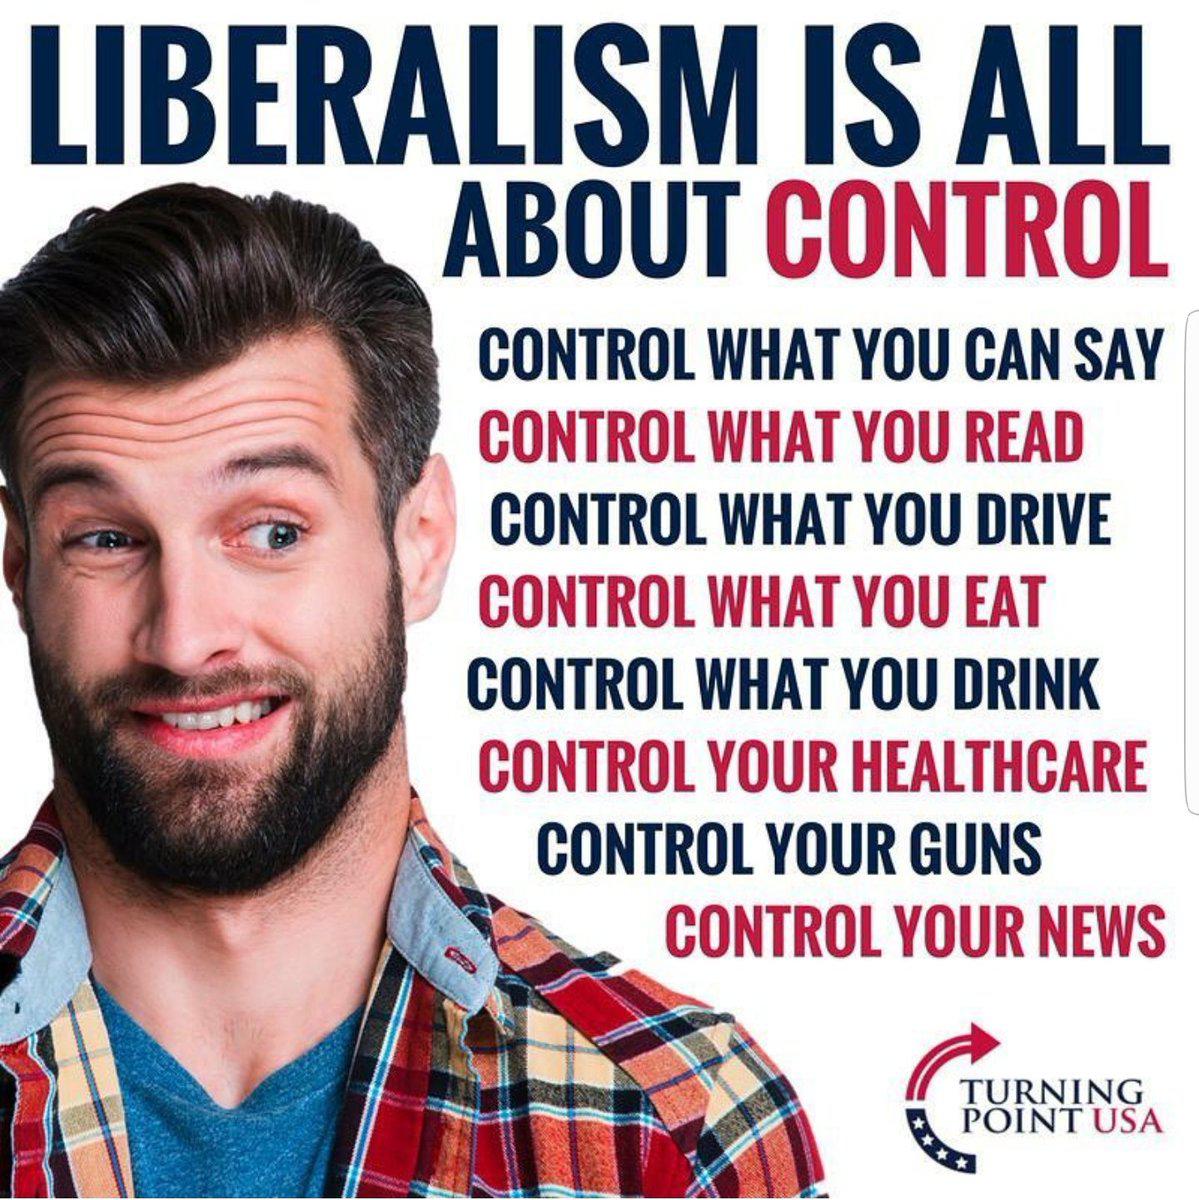 LIBERALISM IS ALL
ABOUT CONTROL
CONTROL WHAT YOU CAN SAY
CONTROL WHAT YOU READ
CONTROL WHAT YOU DRIVE
CONTROL WHAT YOU EAT
CONTROL WHAT YOU DRINK
CONTROL YOUR HEALTHCARE
CONTROL YOUR GUNS
CONTROL YOUR NEWS
TURNING
POINT USA